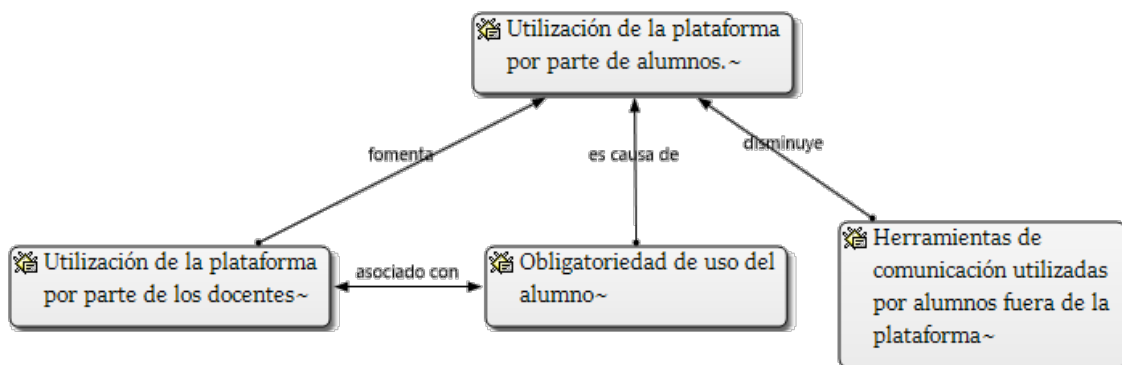 Utilización de la plataforma
por parte de alumnos.~
fomenta
es causa de
disminuye
Utilización de la plataforma
por parte de los docentes~
asociado con
Obligatoriedad de uso del
alumno~
Herramientas de
comunicación utilizadas
por alumnos fuera de la
plataforma~